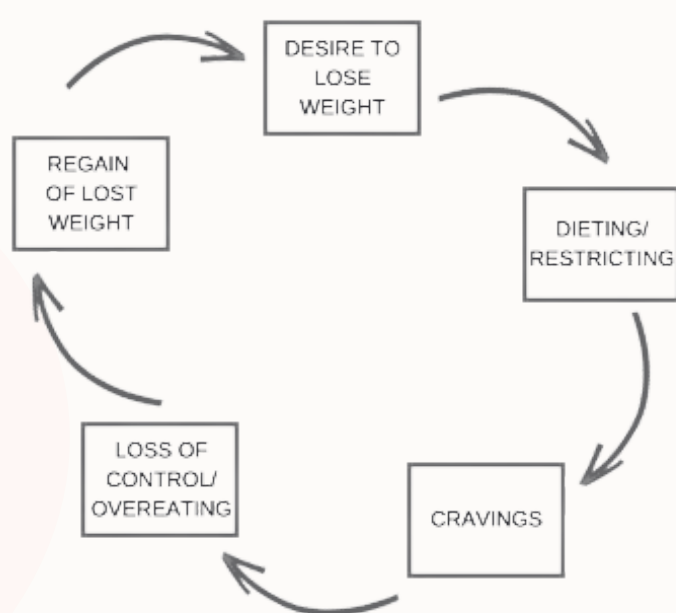 DESIRE TO
LOSE
WEIGHT
DIETING/
RESTRICTING
CRAVINGS
LOSS OF
CONTROL/
OVEREATING
REGAIN
OF LOST
WEIGHT